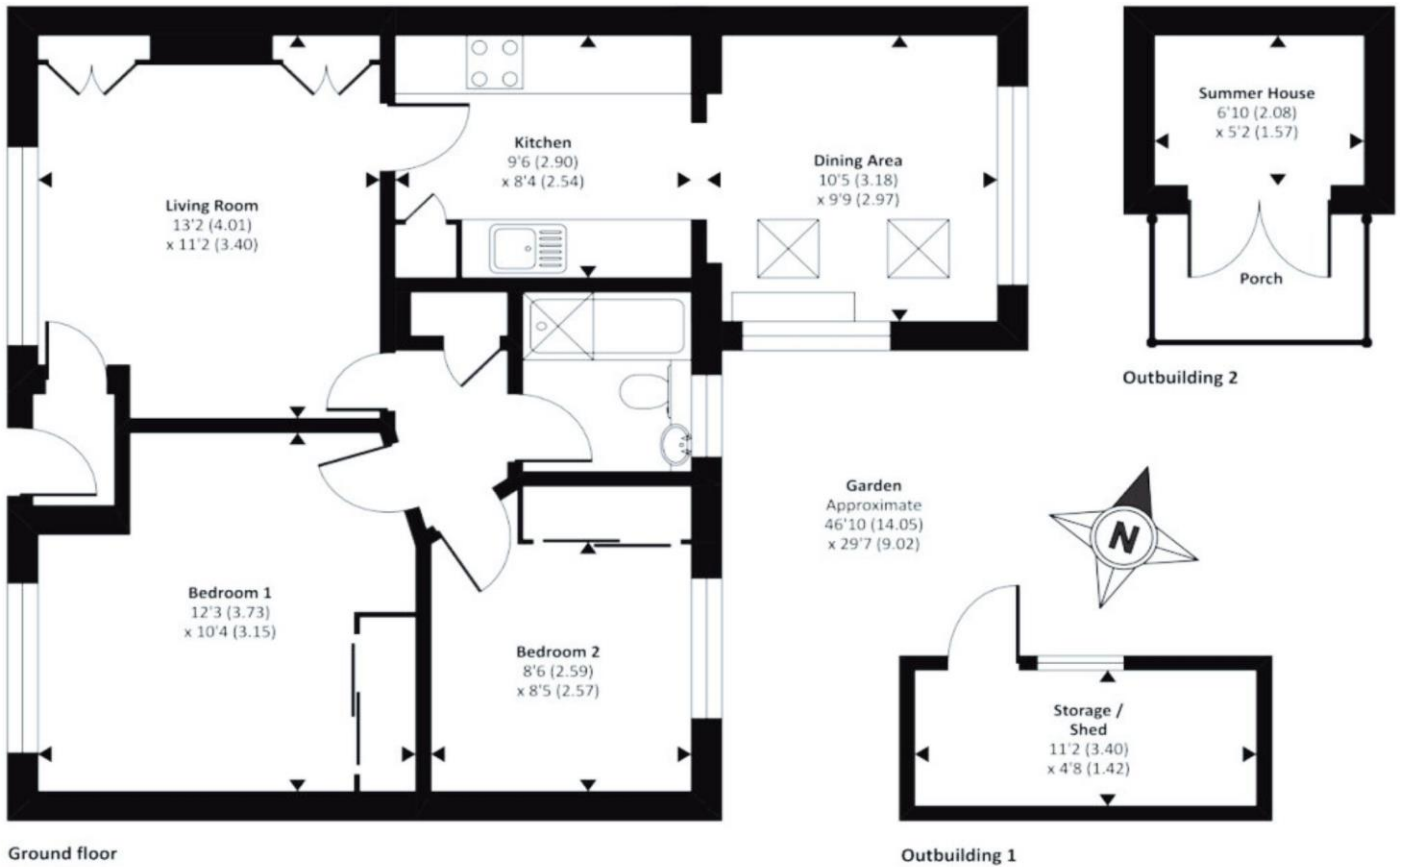 Living Room
13'2 (4.01)
x 11'2 (3.40)
Kitchen
9'6 (2.90)
x 8'4 (2.54)
Dining Area
10'5 (3.18)
x 9'9 (2.97)
Summer House
6'10 (2.08)
x 5'2 (1.57)
Porch
Outbuilding 2
Garden
Approximate
46'10 (14.05)
x 29'7 (9.02)
N
Bedroom 1
12'3 (3.73)
x 10'4 (3.15)
Bedroom 2
8'6 (2.59)
x 8'5 (2.57)
Storage /
Shed
11'2 (3.40)
x 4'8 (1.42)
Ground floor
Outbuilding 1